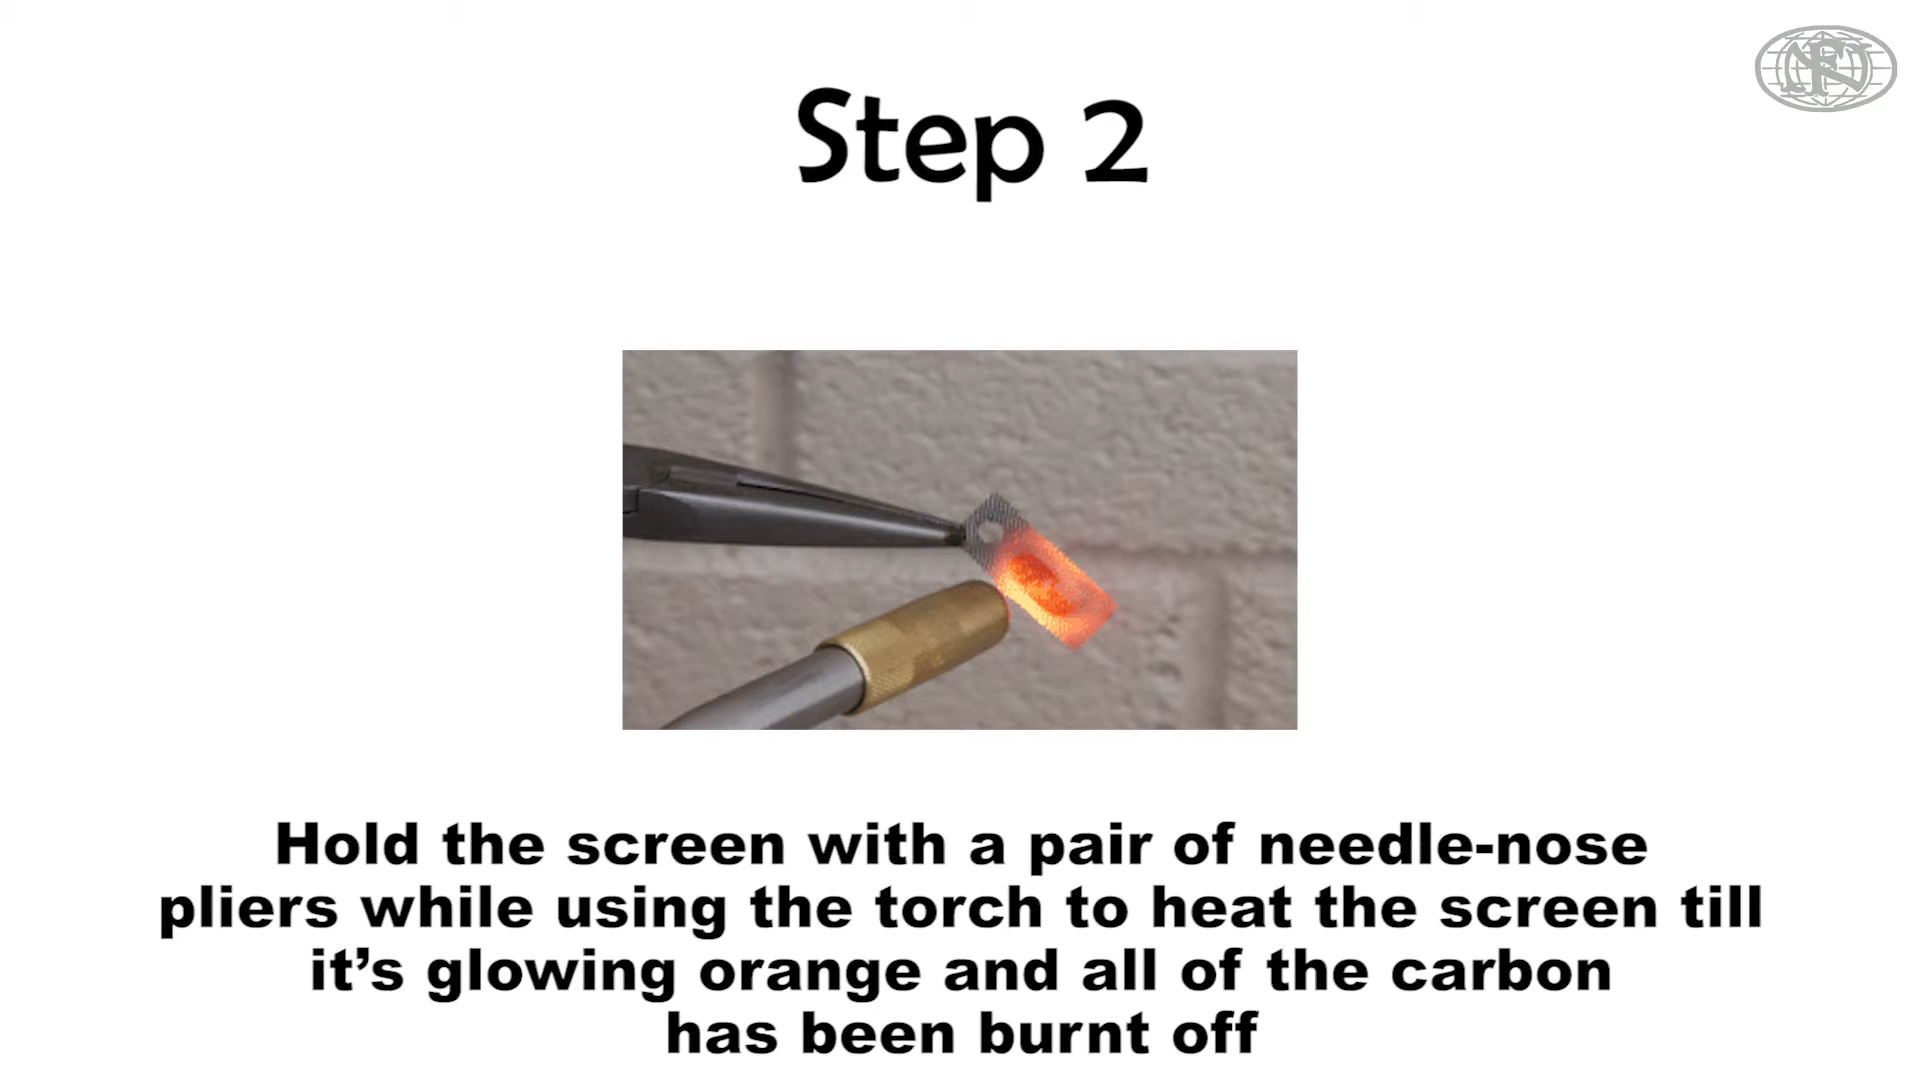 Step 2
Hold the screen with a pair of needle-nose
pliers while using the torch to heat the screen till
it’s glowing orange and all of the carbon
has been burnt off